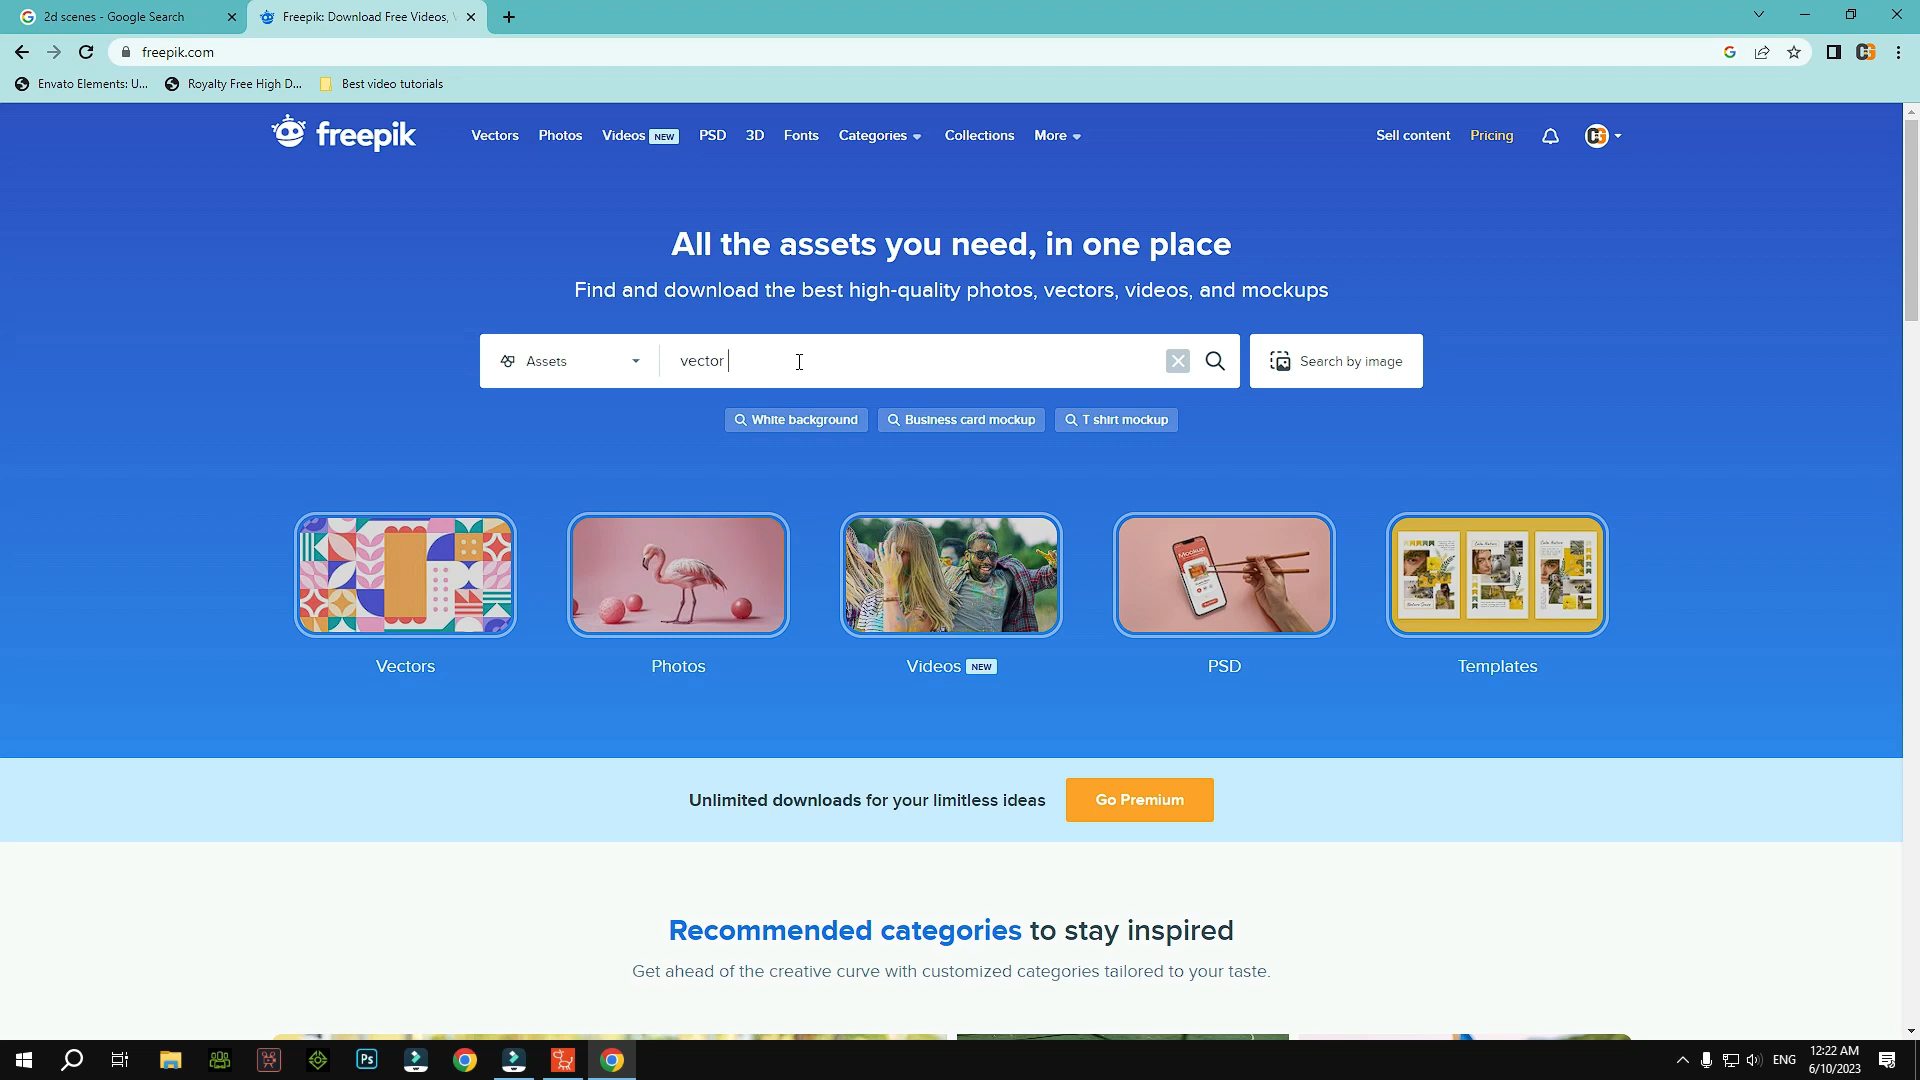 2d scenes - Google Search
Freepik: Download Free Videos,
freepik.com
Envato Elements: U...
Royalty Free High D...
Best video tutorials
freepik
Vectors
Photos
Videos NEW
PSD
3D
Fonts
Categories
Collections
More
Sell content
Pricing
All the assets you need, in one place
Find and download the best high-quality photos, vectors, videos, and mockups
Assets
vector
Search by image
White background
Business card mockup
T shirt mockup
Vectors
Photos
Videos NEW
PSD
Templates
Unlimited downloads for your limitless ideas
Go Premium
Recommended categories to stay inspired
Get ahead of the creative curve with customized categories tailored to your taste.
Ps
ENG
12:22 AM
6/10/2023